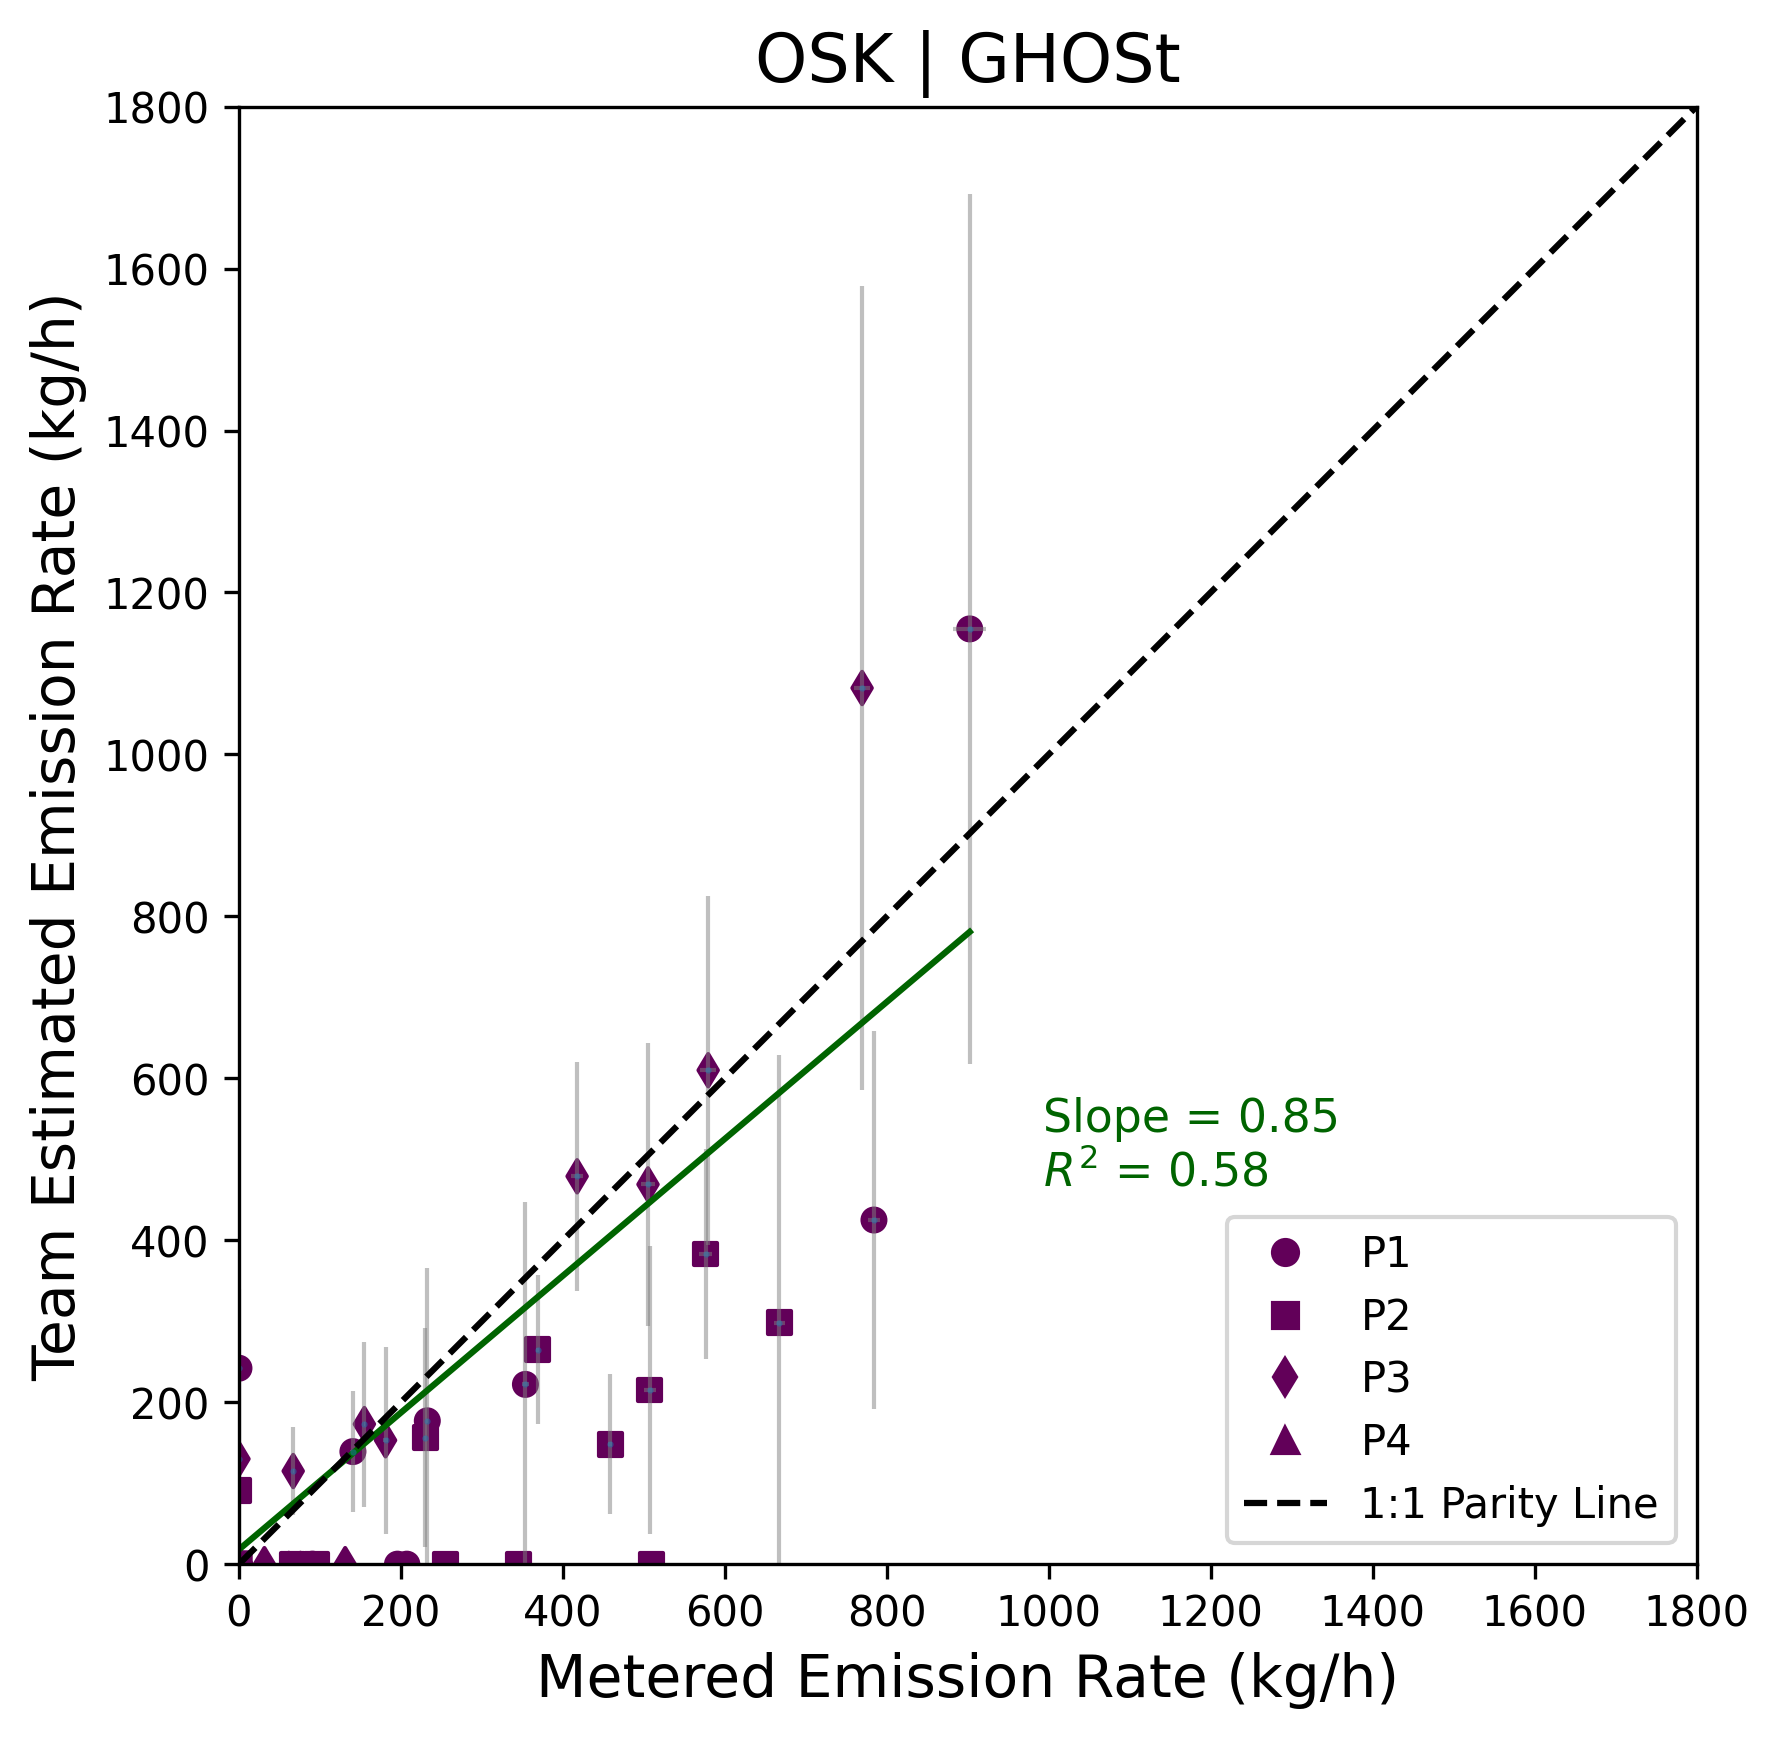 OSK | GHOSt
Team Estimated Emission Rate (kg/h)
1800
1600
1400
1200
1000
800
600
400
200
0
Slope = 0.85
R² = 0.58
P1
P2
P3
P4
1:1 Parity Line
0 200 400 600 800 1000 1200 1400 1600 1800
Metered Emission Rate (kg/h)